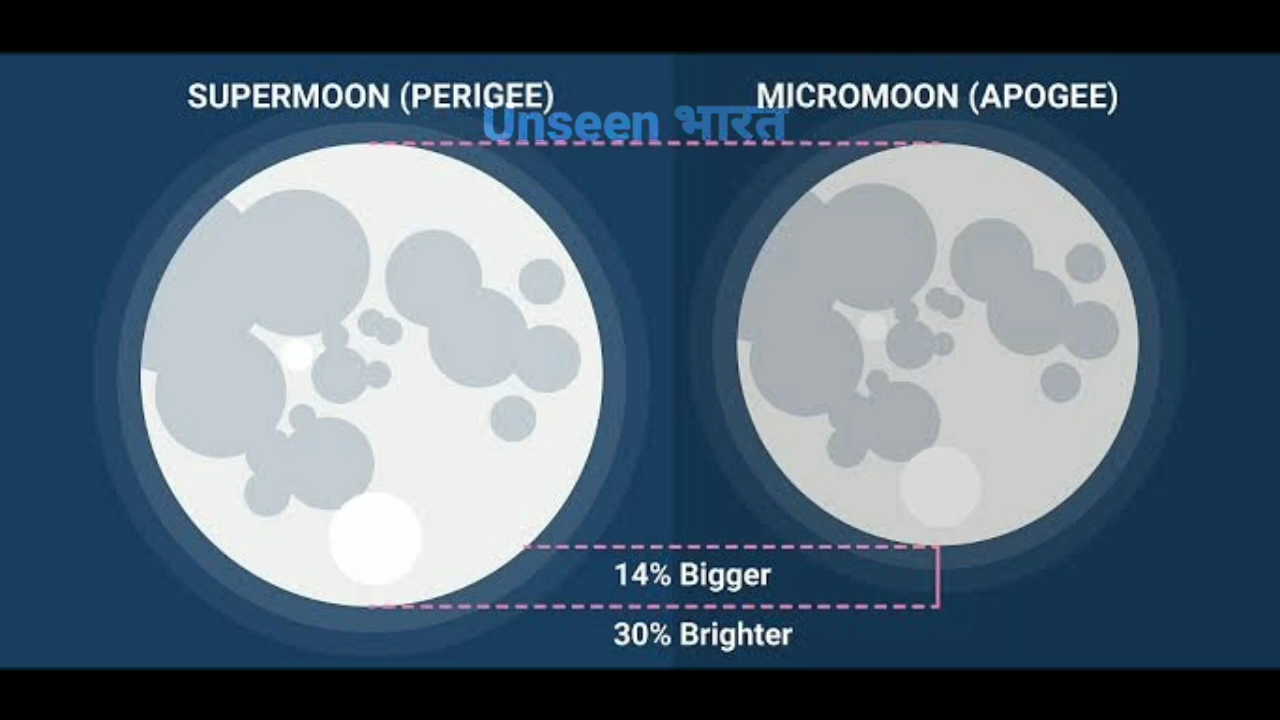 SUPERMOON (PERIGEE)
MICROMOON (APOGEE)
Unseen भारत
14% Bigger
30% Brighter